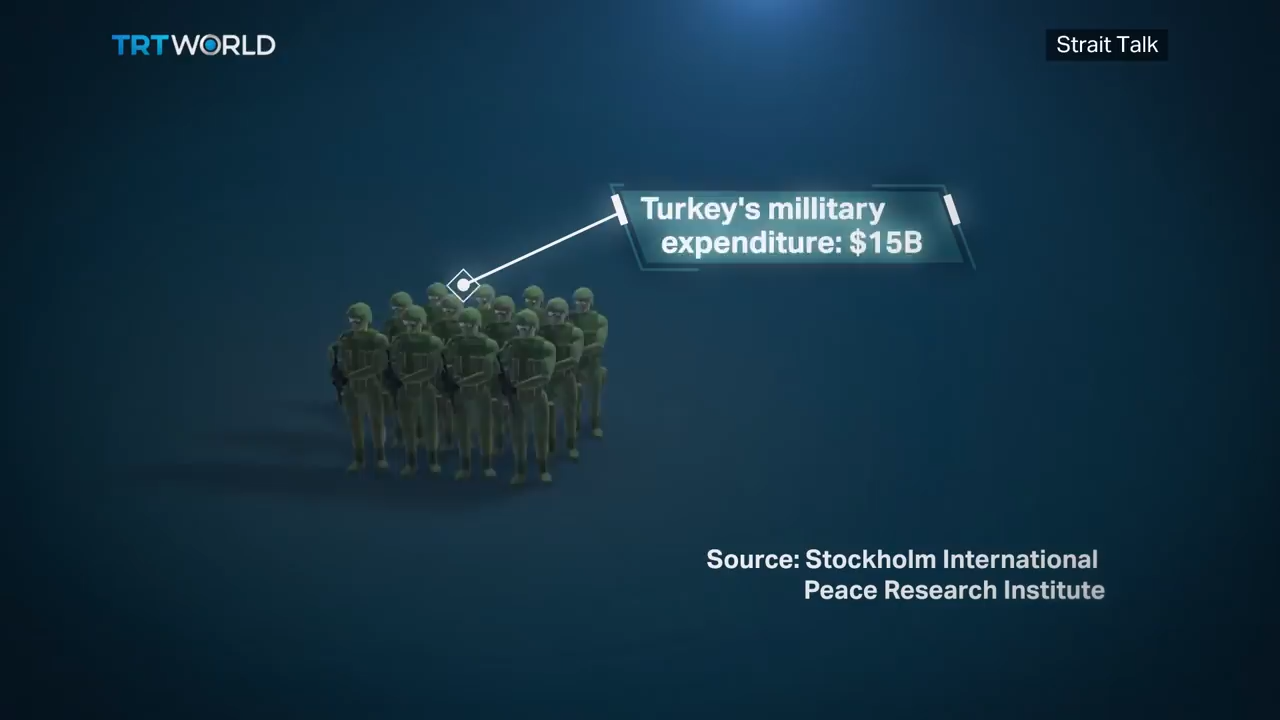 TRTWORLD
Strait Talk
Turkey's millitary
expenditure: $15B
Source: Stockholm International
Peace Research Institute